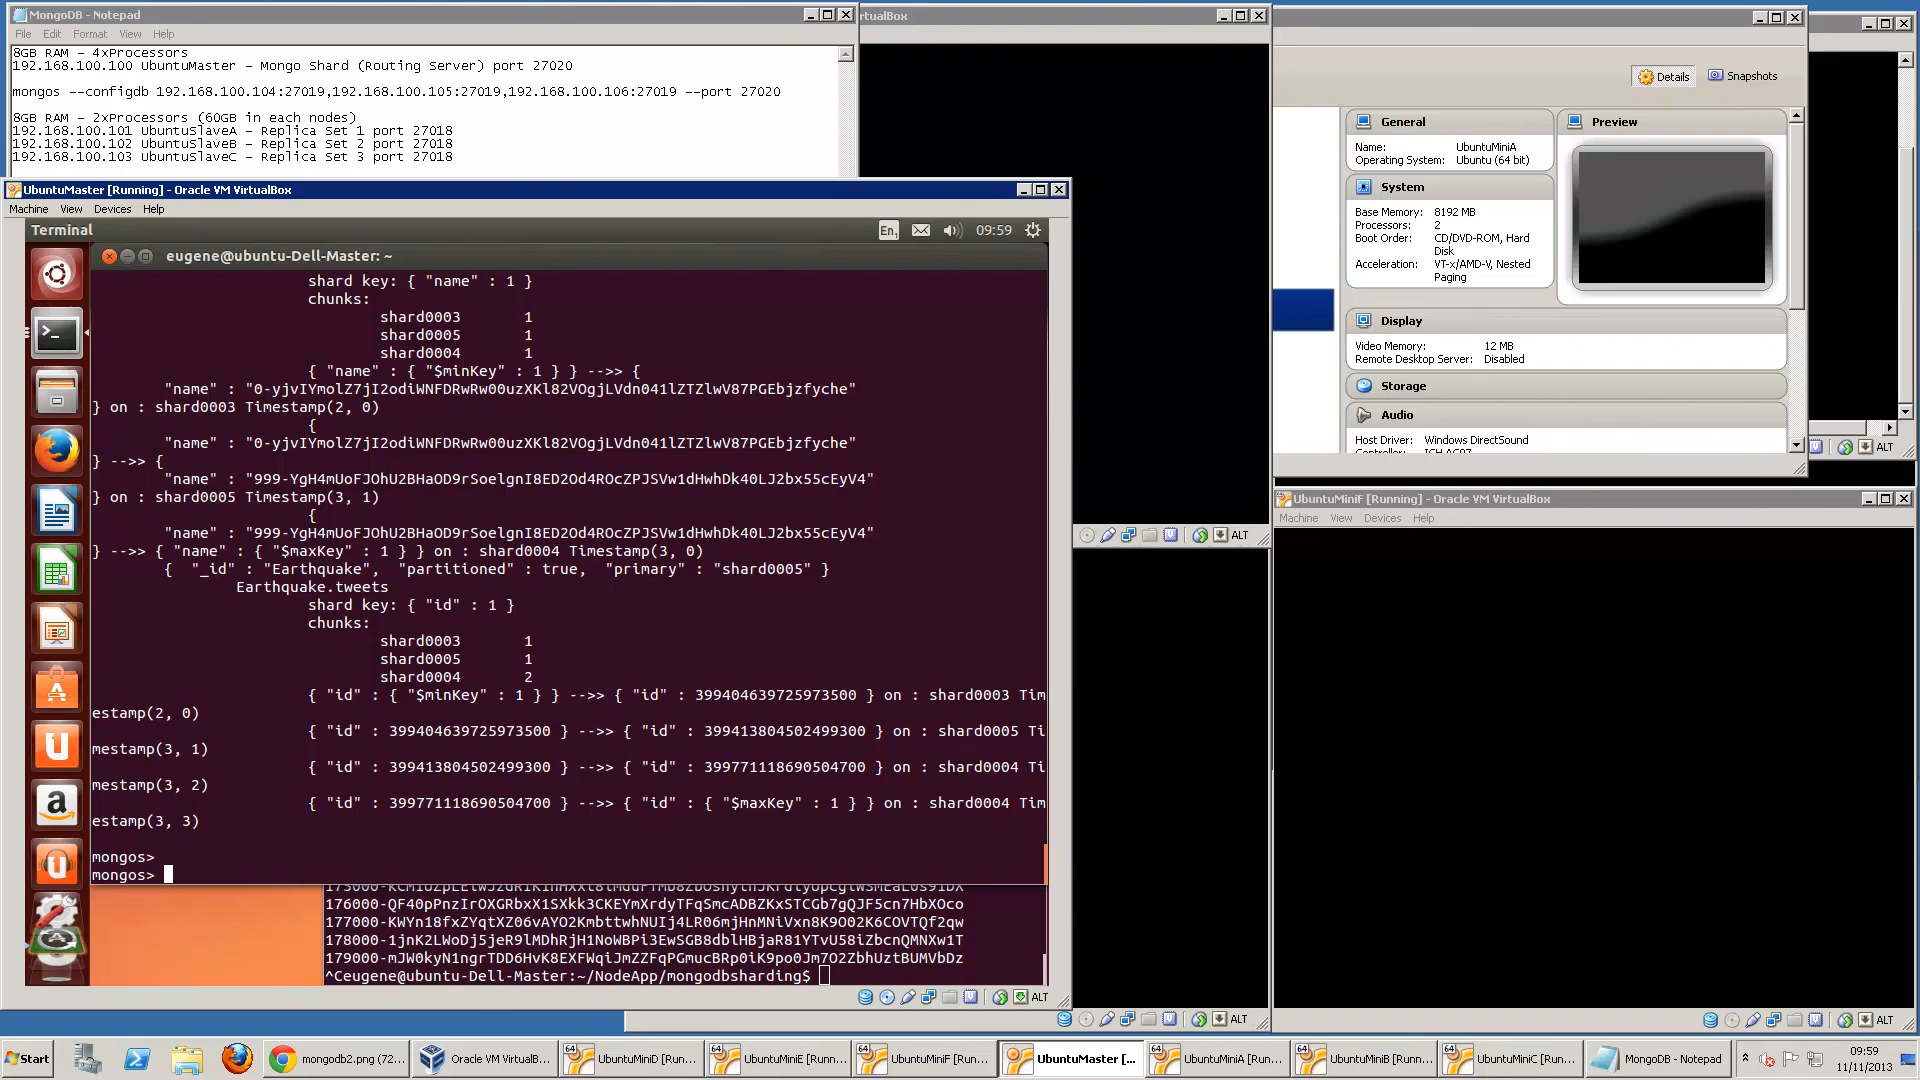 MongoDB - Notepad
File Edit Format View Help
8GB RAM - 4xProcessors
192.168.100.100 UbuntuMaster - Mongo Shard (Routing Server) port 27020
mongos --configdb 192.168.100.104:27019,192.168.100.105:27019,192.168.100.106:27019 --port 27020
8GB RAM - 2xProcessors (60GB in each nodes)
192.168.100.101 UbuntuSlaveA - Replica Set 1 port 27018
192.168.100.102 UbuntuSlaveB - Replica Set 2 port 27018
192.168.100.103 UbuntuSlaveC - Replica Set 3 port 27018
rtualBox
Details Snapshots
General
Name: UbuntuMiniA
Operating System: Ubuntu (64 bit)
System
Base Memory: 8192 MB
Processors: 2
Boot Order: CD/DVD-ROM, Hard
Disk
Acceleration: VT-x/AMD-V, Nested
Paging
Preview
Display
Video Memory: 12 MB
Remote Desktop Server: Disabled
Storage
Audio
Host Driver: Windows DirectSound
UbuntuMaster [Running] - Oracle VM VirtualBox
Machine View Devices Help
Terminal
En1 09:59
eugene@ubuntu-Dell-Master: ~
shard key: { "name" : 1 }
chunks:
shard0003 1
shard0005 1
shard0004 1
{ "name" : { "$minKey" : 1 } } -->> {
"name" : "0-yjvIYmolZ7jI2odiWNFDRwRw00uzXKl82VOgjLVdn041lZTZlwV87PGEbjzfyche"
} on : shard0003 Timestamp(2, 0)
{
"name" : "0-yjvIYmolZ7jI2odiWNFDRwRw00uzXKl82VOgjLVdn041lZTZlwV87PGEbjzfyche"
} -->> {
"name" : "999-YgH4mUoFJOhU2BHaOD9rSoelgnI8ED2Od4ROcZPJSVw1dHwhDk40LJ2bx55cEyV4"
} on : shard0005 Timestamp(3, 1)
{
"name" : "999-YgH4mUoFJOhU2BHaOD9rSoelgnI8ED2Od4ROcZPJSVw1dHwhDk40LJ2bx55cEyV4"
} -->> { "name" : { "$maxKey" : 1 } } on : shard0004 Timestamp(3, 0)
{ "_id" : "Earthquake", "partitioned" : true, "primary" : "shard0005" }
Earthquake.tweets
shard key: { "id" : 1 }
chunks:
shard0003 1
shard0005 1
shard0004 2
{ "id" : { "$minKey" : 1 } } -->> { "id" : 399404639725973500 } on : shard0003 Tim
estamp(2, 0)
{ "id" : 399404639725973500 } -->> { "id" : 399413804502499300 } on : shard0005 Ti
mestamp(3, 1)
{ "id" : 399413804502499300 } -->> { "id" : 399771118690504700 } on : shard0004 Ti
mestamp(3, 2)
{ "id" : 399771118690504700 } -->> { "id" : { "$maxKey" : 1 } } on : shard0004 Tim
estamp(3, 3)
mongos>
mongos>
176000-QF40pPnzIrOXGRbxX1SXkk3CKEYmXrdyTFqSmcADBZKxSTCGb7gQJF5cn7HbXOco
177000-KWYn18fxZYqtXZ06vAYO2KmbttwhNUIj4LR06mjHnMNiVxn8K9O02K6COVTQf2qw
178000-1jnK2LWoDj5jeR9lMDhRjH1NoWBPi3EwSGB8dblHBjaR81YTvU58iZbcnQMNXw1T
179000-mJW0kyN1ngrTDD6HvK8EXFWqiJmZZFqPGmucBRp0iK9po0Jm7O2ZbhUztBUMVbDz
^Ceugene@ubuntu-Dell-Master:~/NodeApp/mongodbsharding$
ALT
ALT
ALT
ALT
UbuntuMiniF [Running] - Oracle VM VirtualBox
Machine View Devices Help
ALT
Start
mongodb2.png (72...
Oracle VM VirtualB...
UbuntuMiniD [Run...
UbuntuMiniE [Runn...
UbuntuMiniF [Runn...
UbuntuMaster [...
UbuntuMiniA [Run...
UbuntuMiniB [Runn...
UbuntuMiniC [Run...
MongoDB - Notepad
09:59
11/11/2013